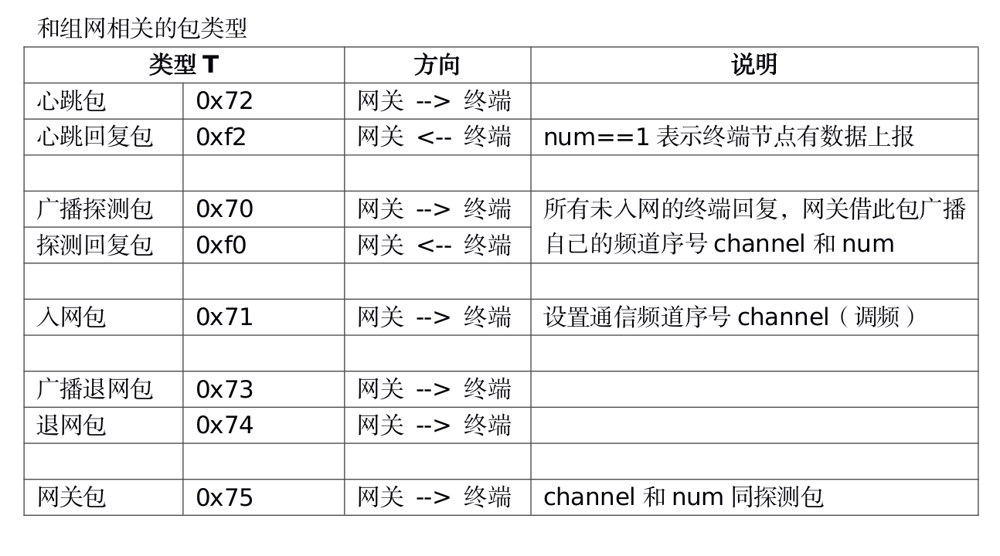 和组网相关的包类型
类型 T 方向 说明
心跳包 0x72 网关 --> 终端
心跳回复包 0xf2 网关 <-- 终端 num==1 表示终端节点有数据上报
广播探测包 0x70 网关 --> 终端 所有未入网的终端回复，网关借此包广播
探测回复包 0xf0 网关 <-- 终端 自己的频道序号 channel 和 num
入网包 0x71 网关 --> 终端 设置通信频道序号 channel（调频）
广播退网包 0x73 网关 --> 终端
退网包 0x74 网关 --> 终端
网关包 0x75 网关 --> 终端 channel 和 num 同探测包